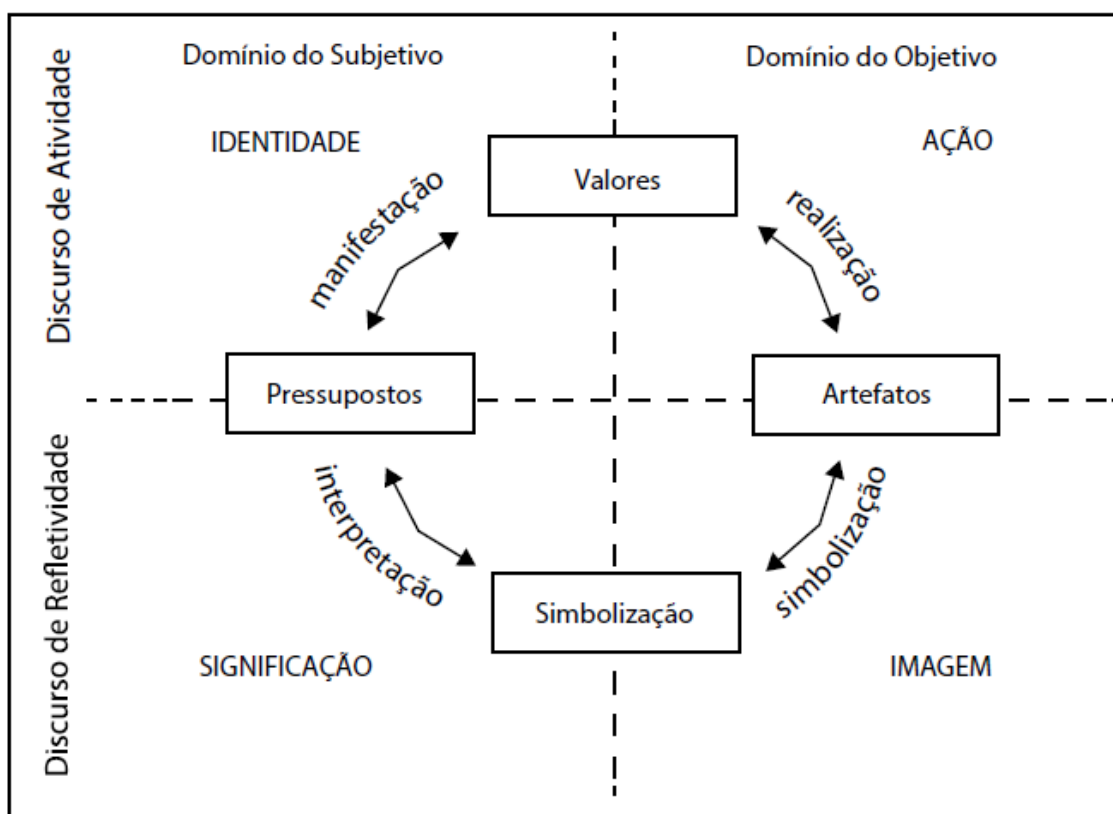 Domínio do Subjetivo
Domínio do Objetivo
Discurso de Atividade
IDENTIDADE
AÇÃO
Valores
manifestação
realização
Pressupostos
Artefatos
Discurso de Refletividade
interpretação
simbolização
Simbolização
SIGNIFICAÇÃO
IMAGEM